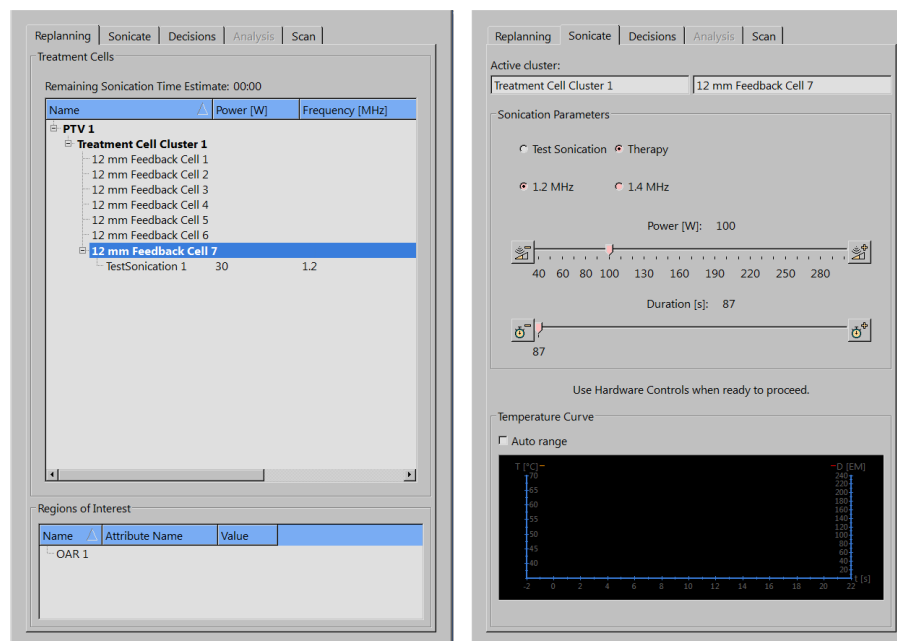 Replanning Sonicate Decisions Analysis Scan
Treatment Cells
Remaining Sonication Time Estimate: 00:00
Name Power [W] Frequency [MHz]
PTV 1
Treatment Cell Cluster 1
12 mm Feedback Cell 1
12 mm Feedback Cell 2
12 mm Feedback Cell 3
12 mm Feedback Cell 4
12 mm Feedback Cell 5
12 mm Feedback Cell 6
12 mm Feedback Cell 7
TestSonication 1 30 1.2
Regions of Interest
Name Attribute Name Value
OAR 1
Replanning Sonicate Decisions Analysis Scan
Active cluster:
Treatment Cell Cluster 1 12 mm Feedback Cell 7
Sonication Parameters
Test Sonication Therapy
1.2 MHz 1.4 MHz
Power [W]: 100
40 60 80 100 130 160 190 220 250 280
Duration [s]: 87
87
Use Hardware Controls when ready to proceed.
Temperature Curve
Auto range
T [°C] D [EM]
70 240
220
65 200
180
60 160
55 140
120
50 100
45 80
60
40 40
20
t [s]
-2 0 2 4 6 8 10 12 14 16 18 20 22